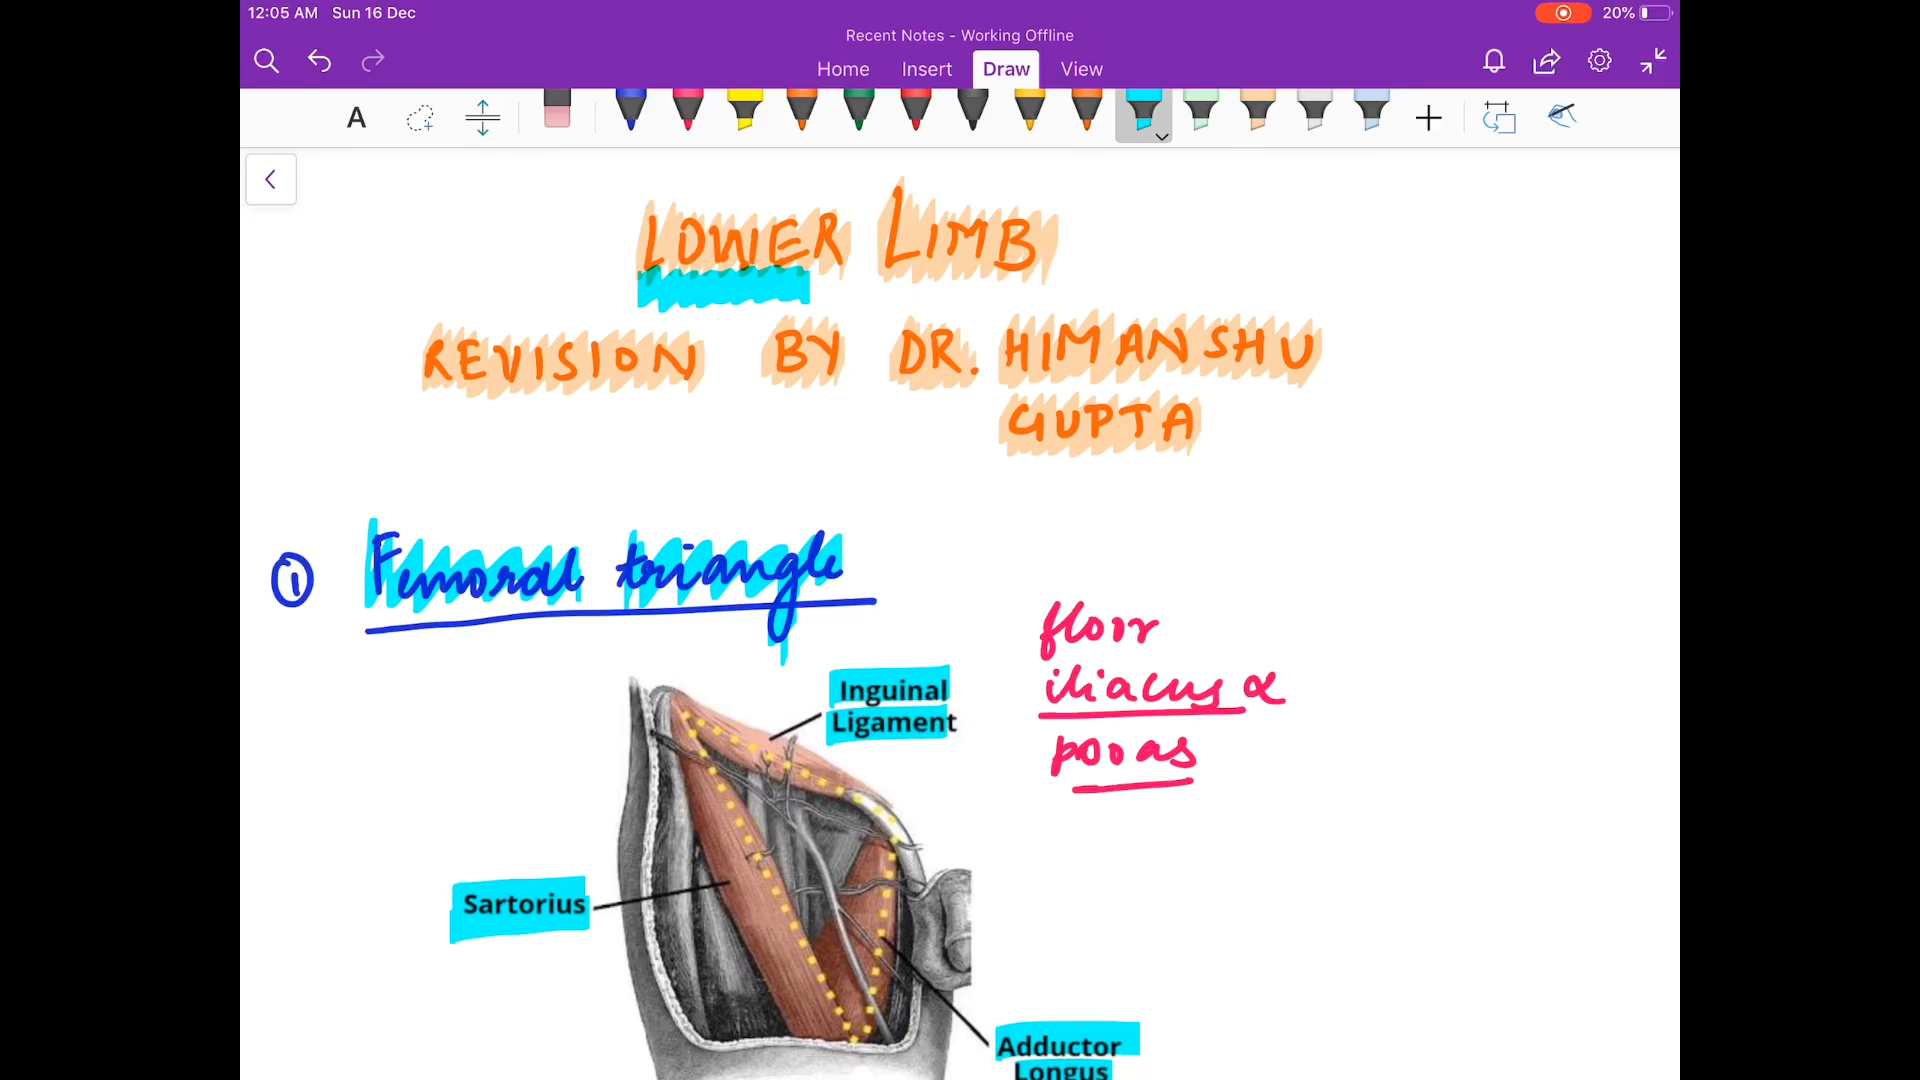 12:05 AM Sun 16 Dec
20%
Recent Notes - Working Offline
Home Insert Draw View
A
LOWER LIMB
REVISION BY DR. HIMANSHU
GUPTA
① Femoral triangle
floor
iliacus &
psoas
Inguinal
Ligament
Sartorius
Adductor
Longus